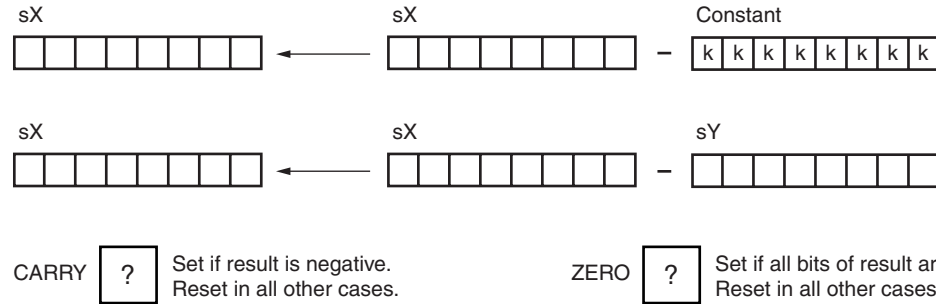 sX sX Constant
← – k k k k k k k k
sX sX sY
← –
CARRY ? Set if result is negative. ZERO ? Set if all bits of result
Reset in all other cases. Reset in all other cases